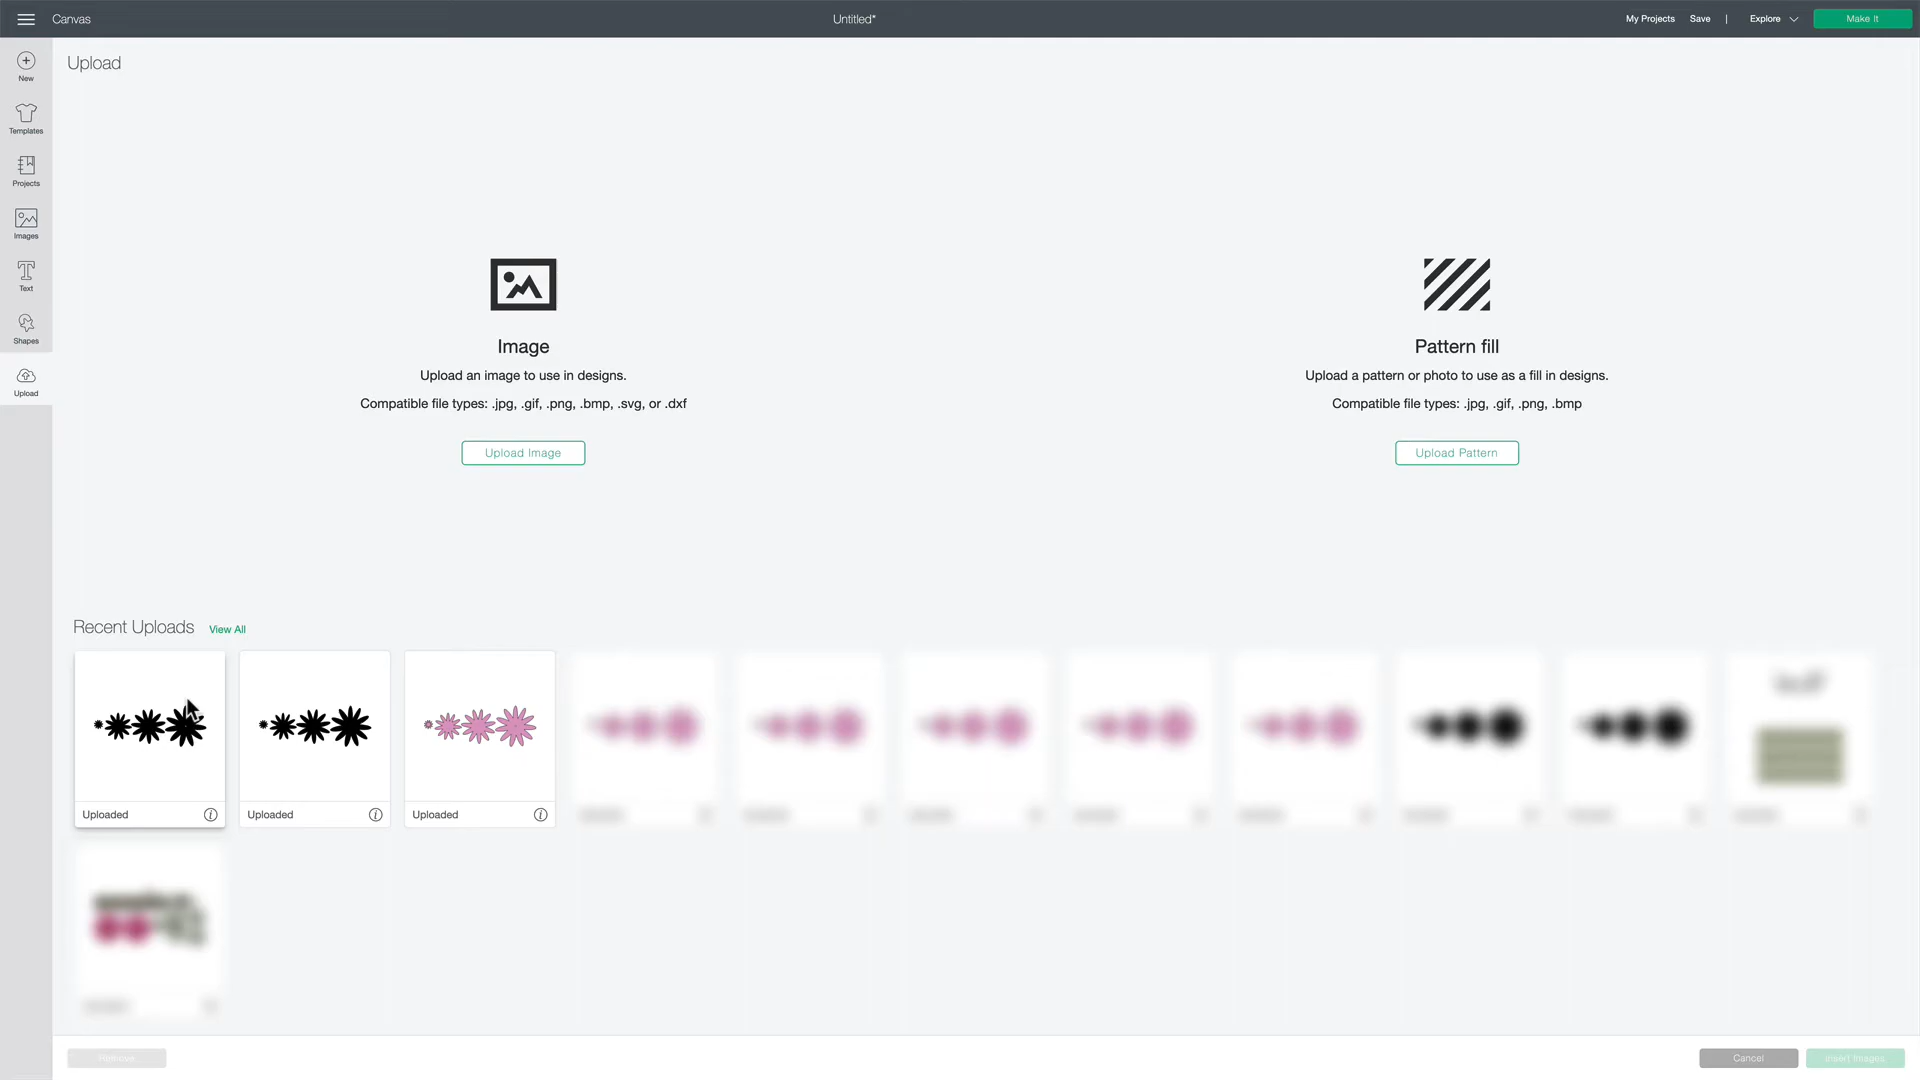 Canvas
Untitled*
My Projects Save | Explore Make It
New
Templates
Projects
Images
Text
Shapes
Upload
Upload
Image
Upload an image to use in designs.
Compatible file types: .jpg, .gif, .png, .bmp, .svg, or .dxf
Upload Image
Pattern fill
Upload a pattern or photo to use as a fill in designs.
Compatible file types: .jpg, .gif, .png, .bmp
Upload Pattern
Recent Uploads View All
Uploaded
Uploaded
Uploaded
Remove
Cancel
Insert Images